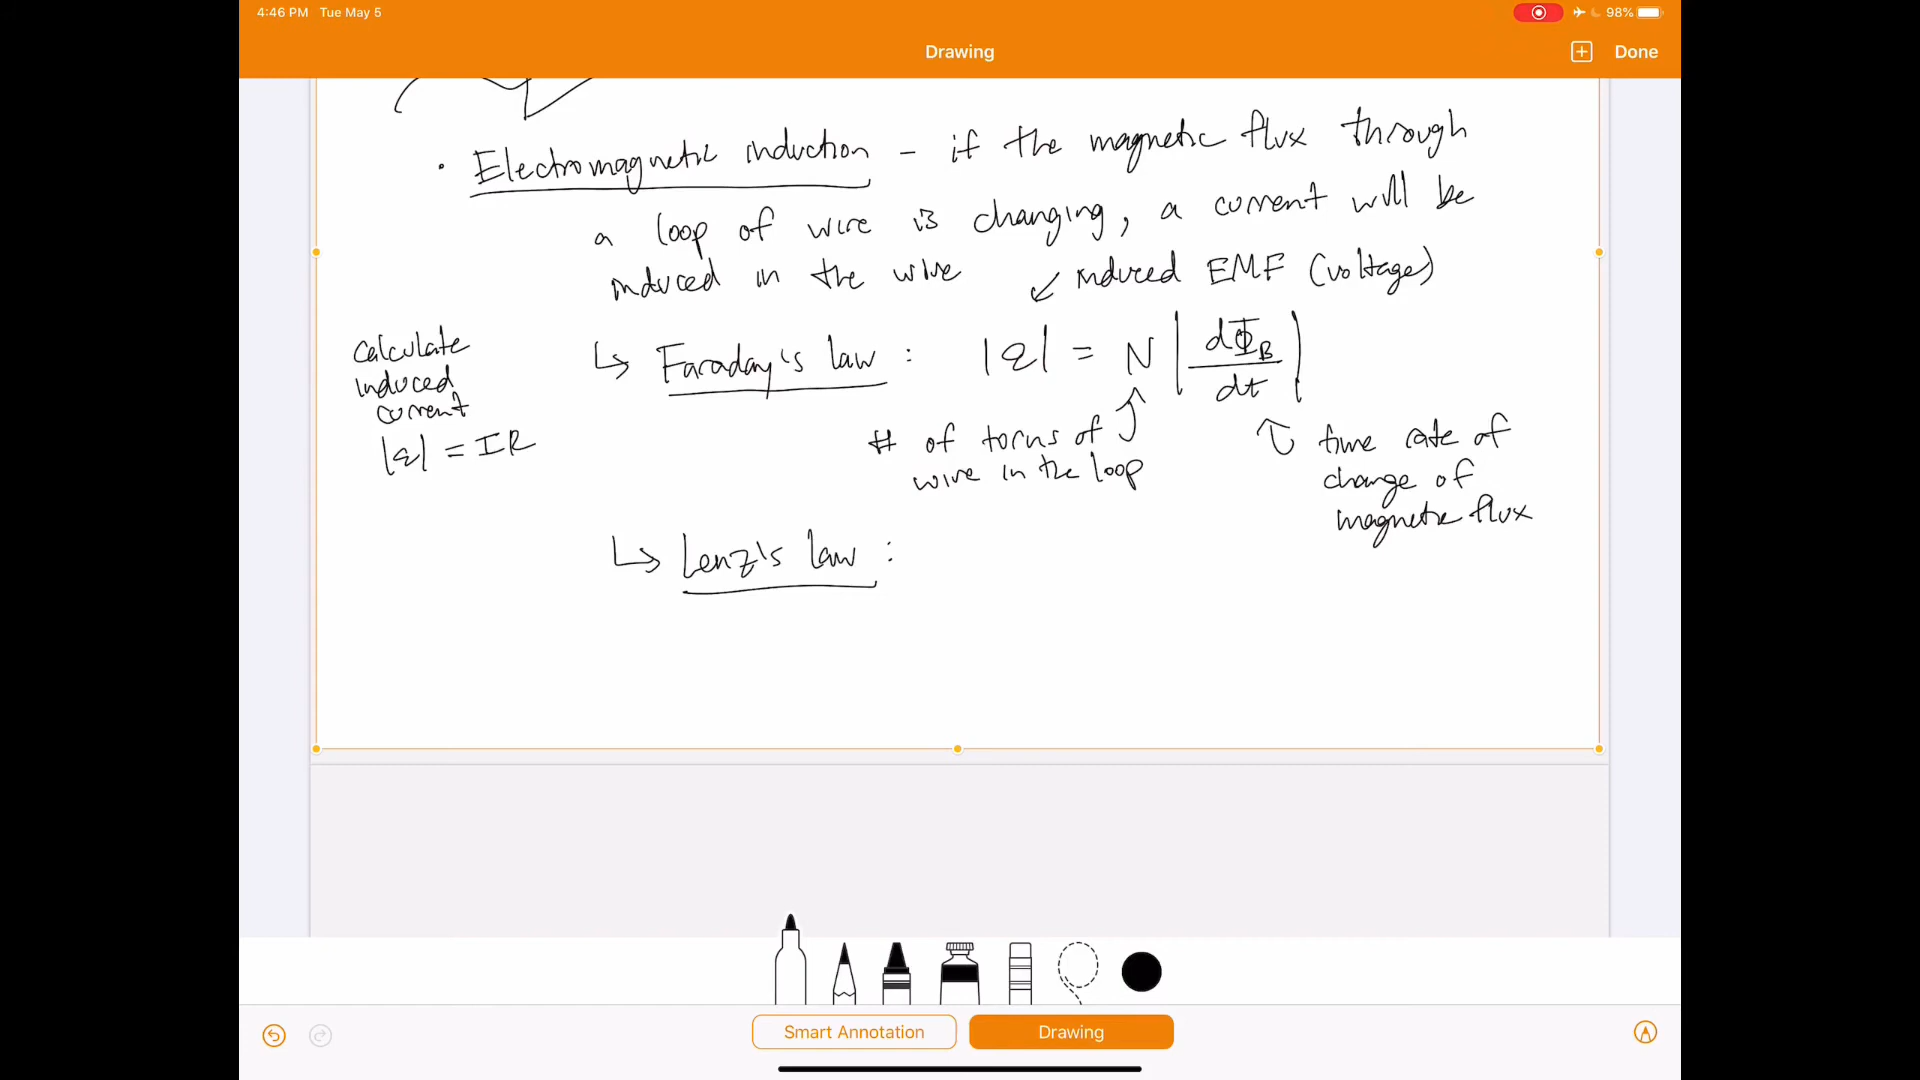 4:46 PM Tue May 5
98%
Drawing
Done
• Electromagnetic induction – if the magnetic flux through
a loop of wire is changing, a current will be
induced in the wire
↙ induced EMF (voltage)
calculate
induced
current
|ε| = IR
↳ Faraday's law : |ε| = N |dΦ_B/dt|
# of turns of
wire in the loop
time rate of
change of
magnetic flux
↳ Lenz's law :
Smart Annotation
Drawing